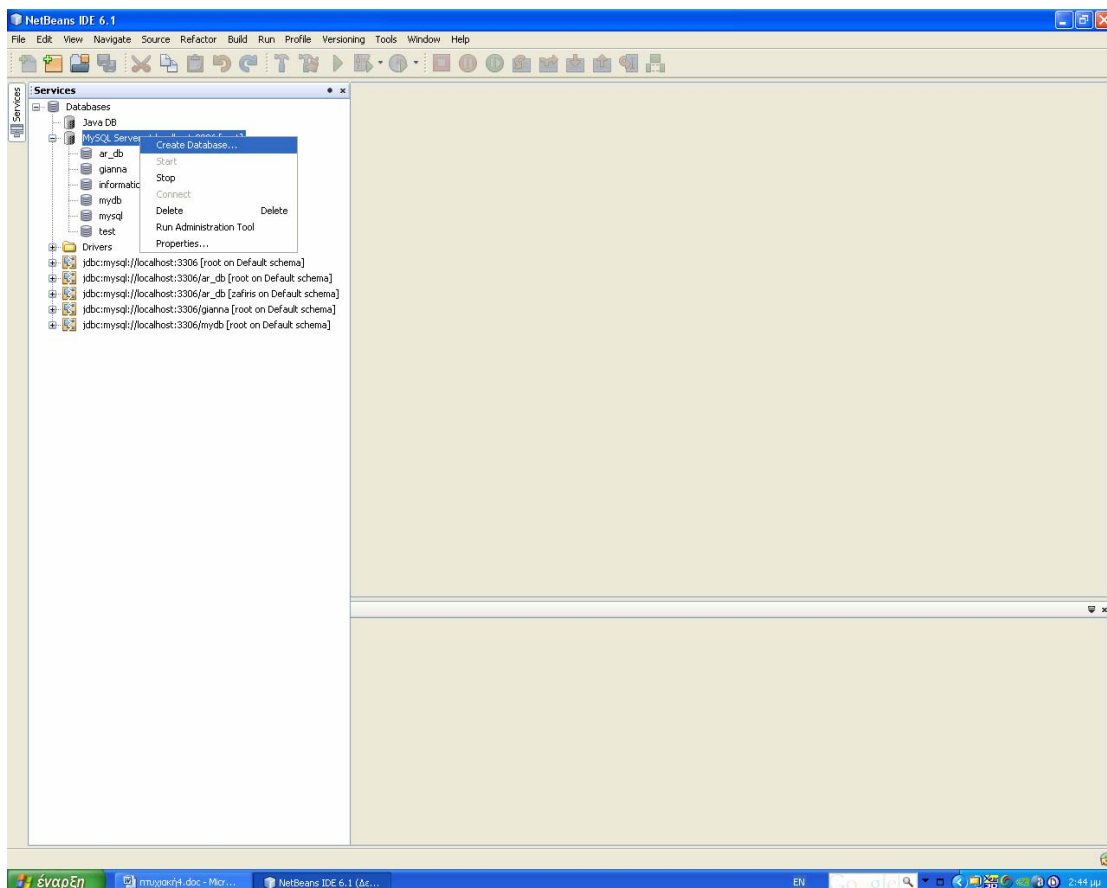 NetBeans IDE 6.1
File Edit View Navigate Source Refactor Build Run Profile Versioning Tools Window Help
Services
Services
Databases
Java DB
MySQL Server
Create Database...
Start
Stop
Connect
Delete Delete
Run Administration Tool
Properties...
ar_db
gianna
informatic
mydb
mysql
test
Drivers
jdbc:mysql://localhost:3306 [root on Default schema]
jdbc:mysql://localhost:3306/ar_db [root on Default schema]
jdbc:mysql://localhost:3306/ar_db [zafiris on Default schema]
jdbc:mysql://localhost:3306/gianna [root on Default schema]
jdbc:mysql://localhost:3306/mydb [root on Default schema]
έναρξη
πτυχιακή4.doc - Micr...
NetBeans IDE 6.1 (Δε...
EN
Google
2:44 μμ